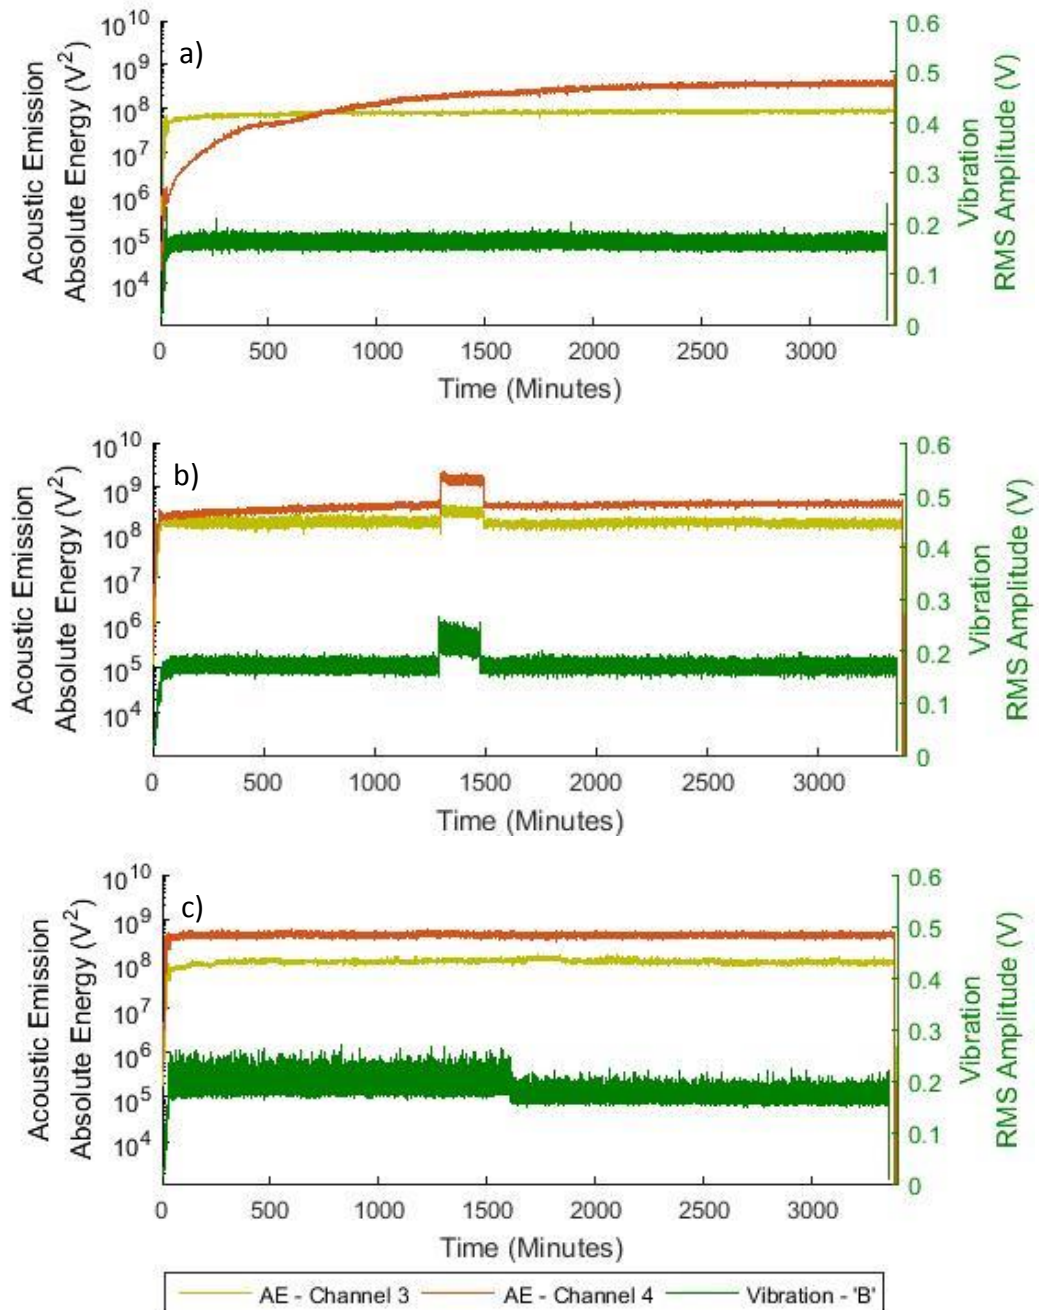 a)
Acoustic Emission
Absolute Energy (V²)
10¹⁰
10⁹
10⁸
10⁷
10⁶
10⁵
10⁴
0.6
0.5
0.4
0.3
0.2
0.1
0
Vibration
RMS Amplitude (V)
0 500 1000 1500 2000 2500 3000
Time (Minutes)
b)
Acoustic Emission
Absolute Energy (V²)
10¹⁰
10⁹
10⁸
10⁷
10⁶
10⁵
10⁴
0.6
0.5
0.4
0.3
0.2
0.1
0
Vibration
RMS Amplitude (V)
0 500 1000 1500 2000 2500 3000
Time (Minutes)
c)
Acoustic Emission
Absolute Energy (V²)
10¹⁰
10⁹
10⁸
10⁷
10⁶
10⁵
10⁴
0.6
0.5
0.4
0.3
0.2
0.1
0
Vibration
RMS Amplitude (V)
0 500 1000 1500 2000 2500 3000
Time (Minutes)
AE - Channel 3 AE - Channel 4 Vibration - 'B'